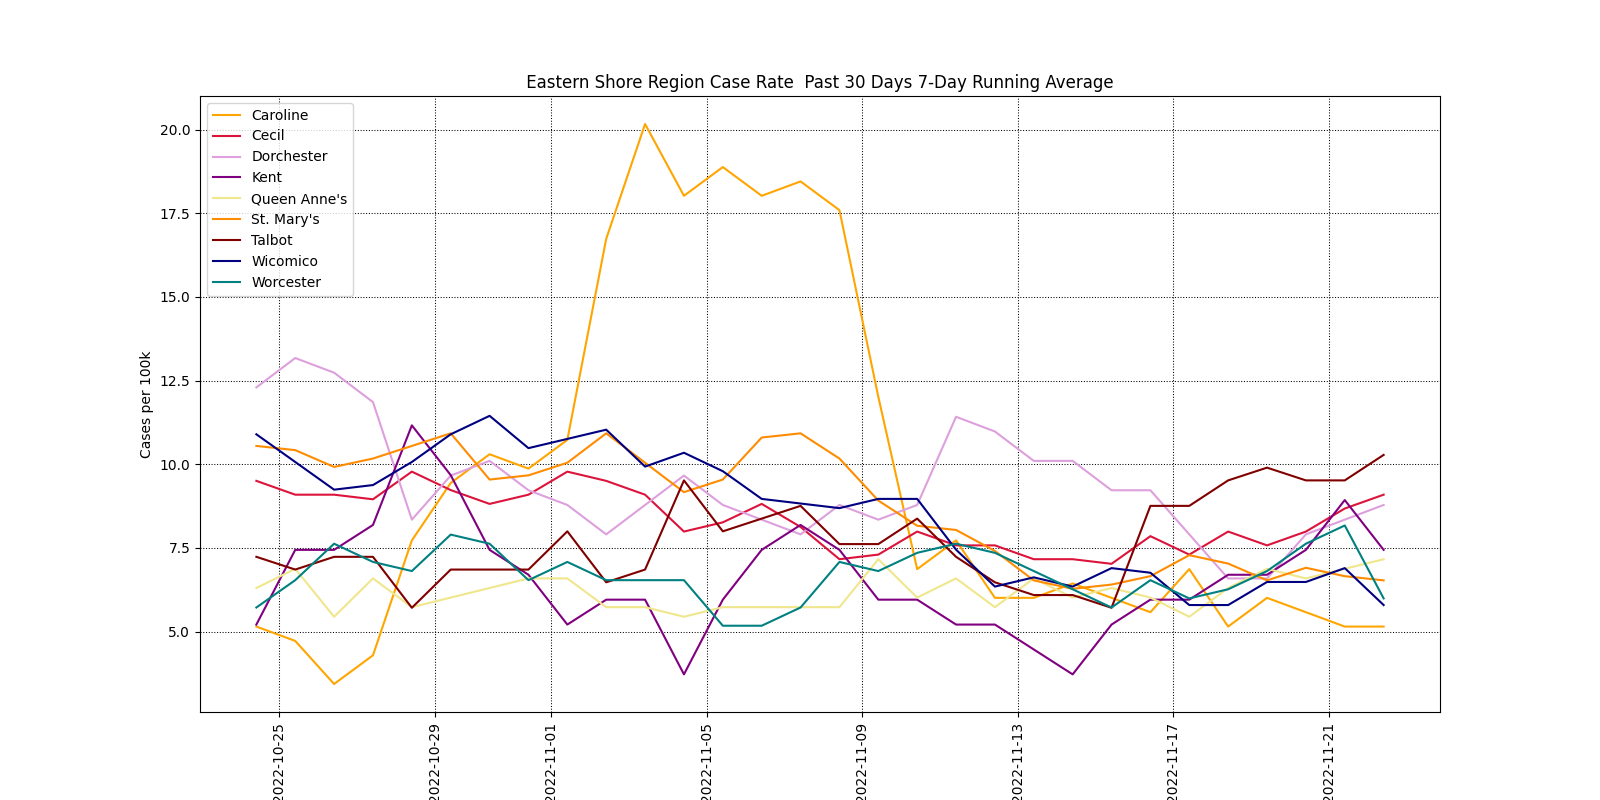 Eastern Shore Region Case Rate  Past 30 Days 7-Day Running Average
Caroline
Cecil
Dorchester
Kent
Queen Anne's
St. Mary's
Talbot
Wicomico
Worcester
Cases per 100k
20.0
17.5
15.0
12.5
10.0
7.5
5.0
2022-10-25
2022-10-29
2022-11-01
2022-11-05
2022-11-09
2022-11-13
2022-11-17
2022-11-21